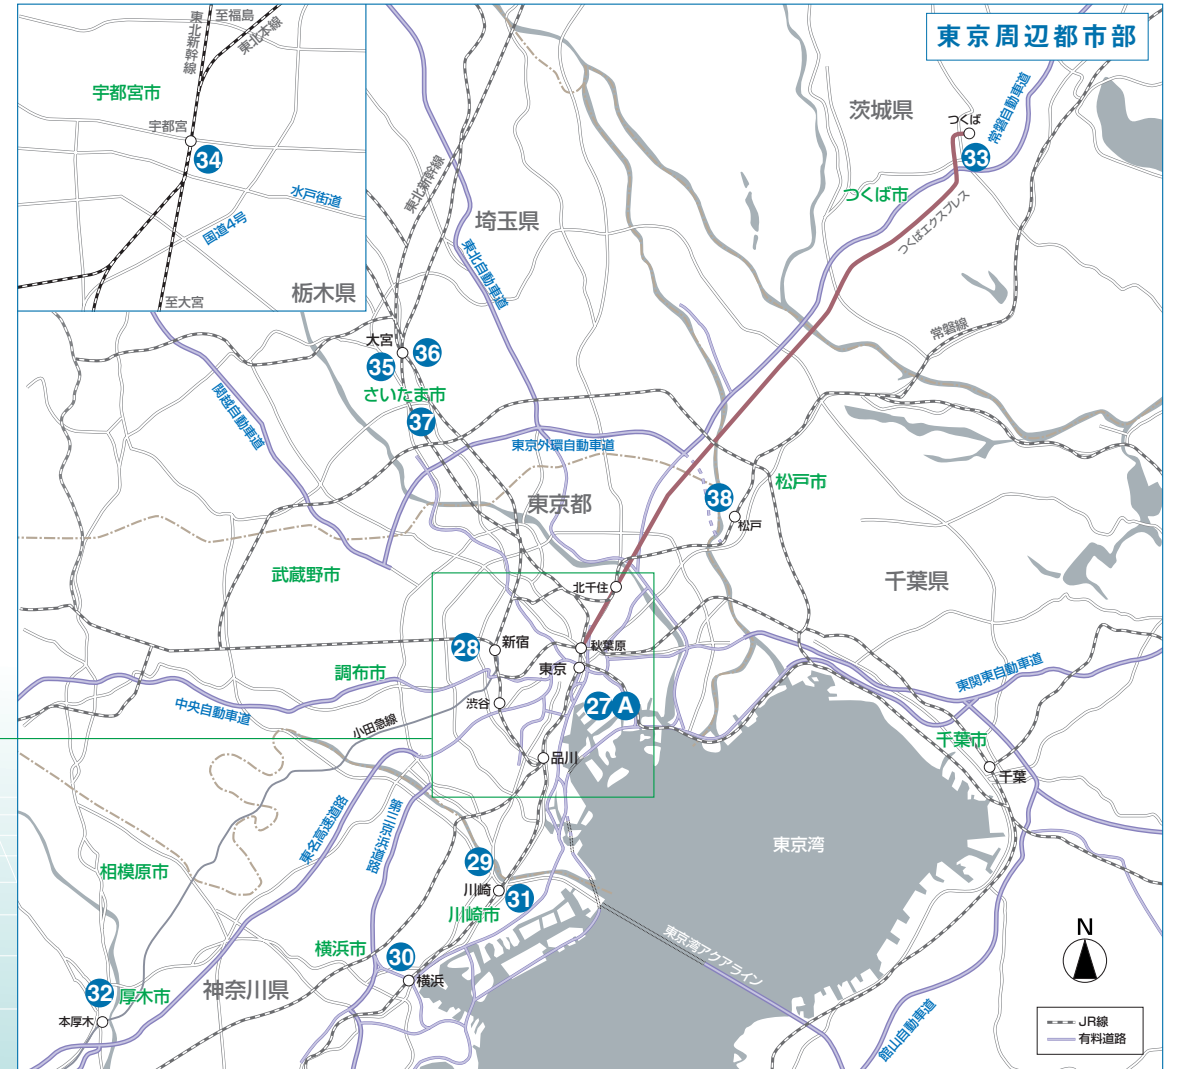 東京周辺都市部
至福島
東北新幹線
東北本線
宇都宮市
宇都宮
34
水戸街道
国道4号
至大宮
栃木県
茨城県
つくば
常磐自動車道
33
つくば市
つくばエクスプレス
東北新幹線
埼玉県
東北自動車道
常磐線
大宮
36
35
さいたま市
37
関越自動車道
東京外環自動車道
松戸市
38
松戸
東京都
武蔵野市
千葉県
北千住
28
新宿
秋葉原
東京
調布市
東関東自動車道
中央自動車道
渋谷
27
A
小田急線
千葉市
品川
千葉
東名高速道路
第三京浜道路
東京湾
相模原市
29
川崎
31
川崎市
横浜市
30
横浜
東京湾アクアライン
神奈川県
32
厚木市
本厚木
館山自動車道
N
JR線
有料道路